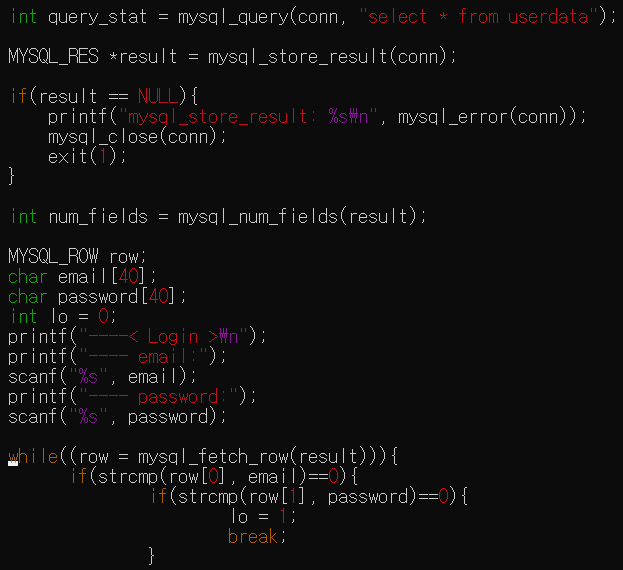 int query_stat = mysql_query(conn, "select * from userdata");
MYSQL_RES *result = mysql_store_result(conn);
if(result == NULL){
    printf("mysql_store_result: %s₩n", mysql_error(conn));
    mysql_close(conn);
    exit(1);
}
int num_fields = mysql_num_fields(result);
MYSQL_ROW row;
char email[40];
char password[40];
int lo = 0;
printf("----< Login >₩n");
printf("---- email:");
scanf("%s", email);
printf("---- password:");
scanf("%s", password);
while((row = mysql_fetch_row(result))){
        if(strcmp(row[0], email)==0){
                if(strcmp(row[1], password)==0){
                        lo = 1;
                        break;
                }